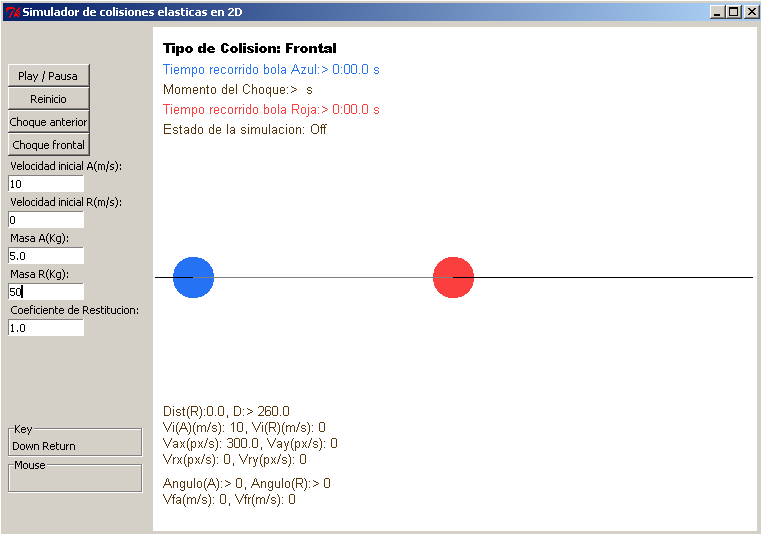 Simulador de colisiones elasticas en 2D
Play / Pausa
Reinicio
Choque anterior
Choque frontal
Velocidad inicial A(m/s):
10
Velocidad inicial R(m/s):
0
Masa A(Kg):
5.0
Masa R(Kg):
50
Coeficiente de Restitucion:
1.0
Key
Down Return
Mouse
Tipo de Colision: Frontal
Tiempo recorrido bola Azul:> 0:00.0 s
Momento del Choque:> s
Tiempo recorrido bola Roja:> 0:00.0 s
Estado de la simulacion: Off
Dist(R):0.0, D:> 260.0
Vi(A)(m/s): 10, Vi(R)(m/s): 0
Vax(px/s): 300.0, Vay(px/s): 0
Vrx(px/s): 0, Vry(px/s): 0
Angulo(A):> 0, Angulo(R):> 0
Vfa(m/s): 0, Vfr(m/s): 0